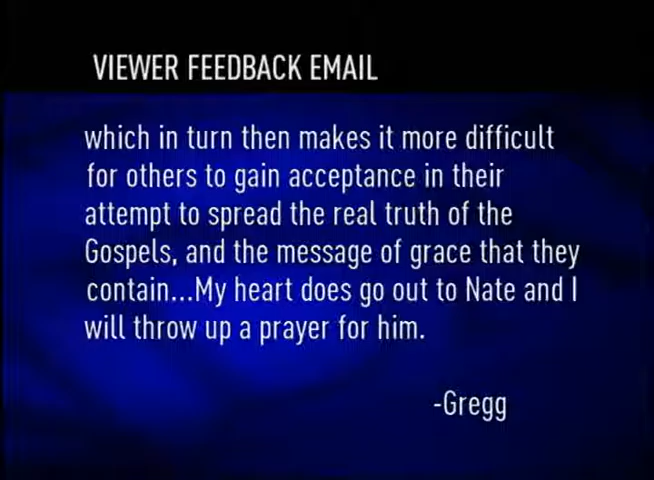 VIEWER FEEDBACK EMAIL
which in turn then makes it more difficult
for others to gain acceptance in their
attempt to spread the real truth of the
Gospels, and the message of grace that they
contain...My heart does go out to Nate and I
will throw up a prayer for him.
-Gregg